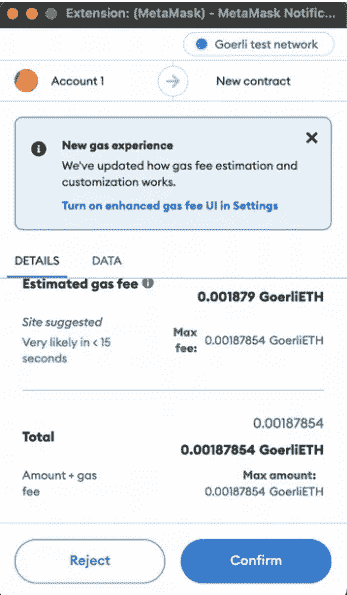 Extension: (MetaMask) - MetaMask Notific...
Goerli test network
Account 1
New contract
New gas experience
We've updated how gas fee estimation and
customization works.
Turn on enhanced gas fee UI in Settings
DETAILS
DATA
Estimated gas fee
0.001879 GoerliETH
Site suggested
Very likely in < 15
seconds
Max
fee:
0.00187854 GoerliETH
Total
0.00187854
0.00187854 GoerliETH
Amount + gas
fee
Max amount:
0.00187854 GoerliETH
Reject
Confirm